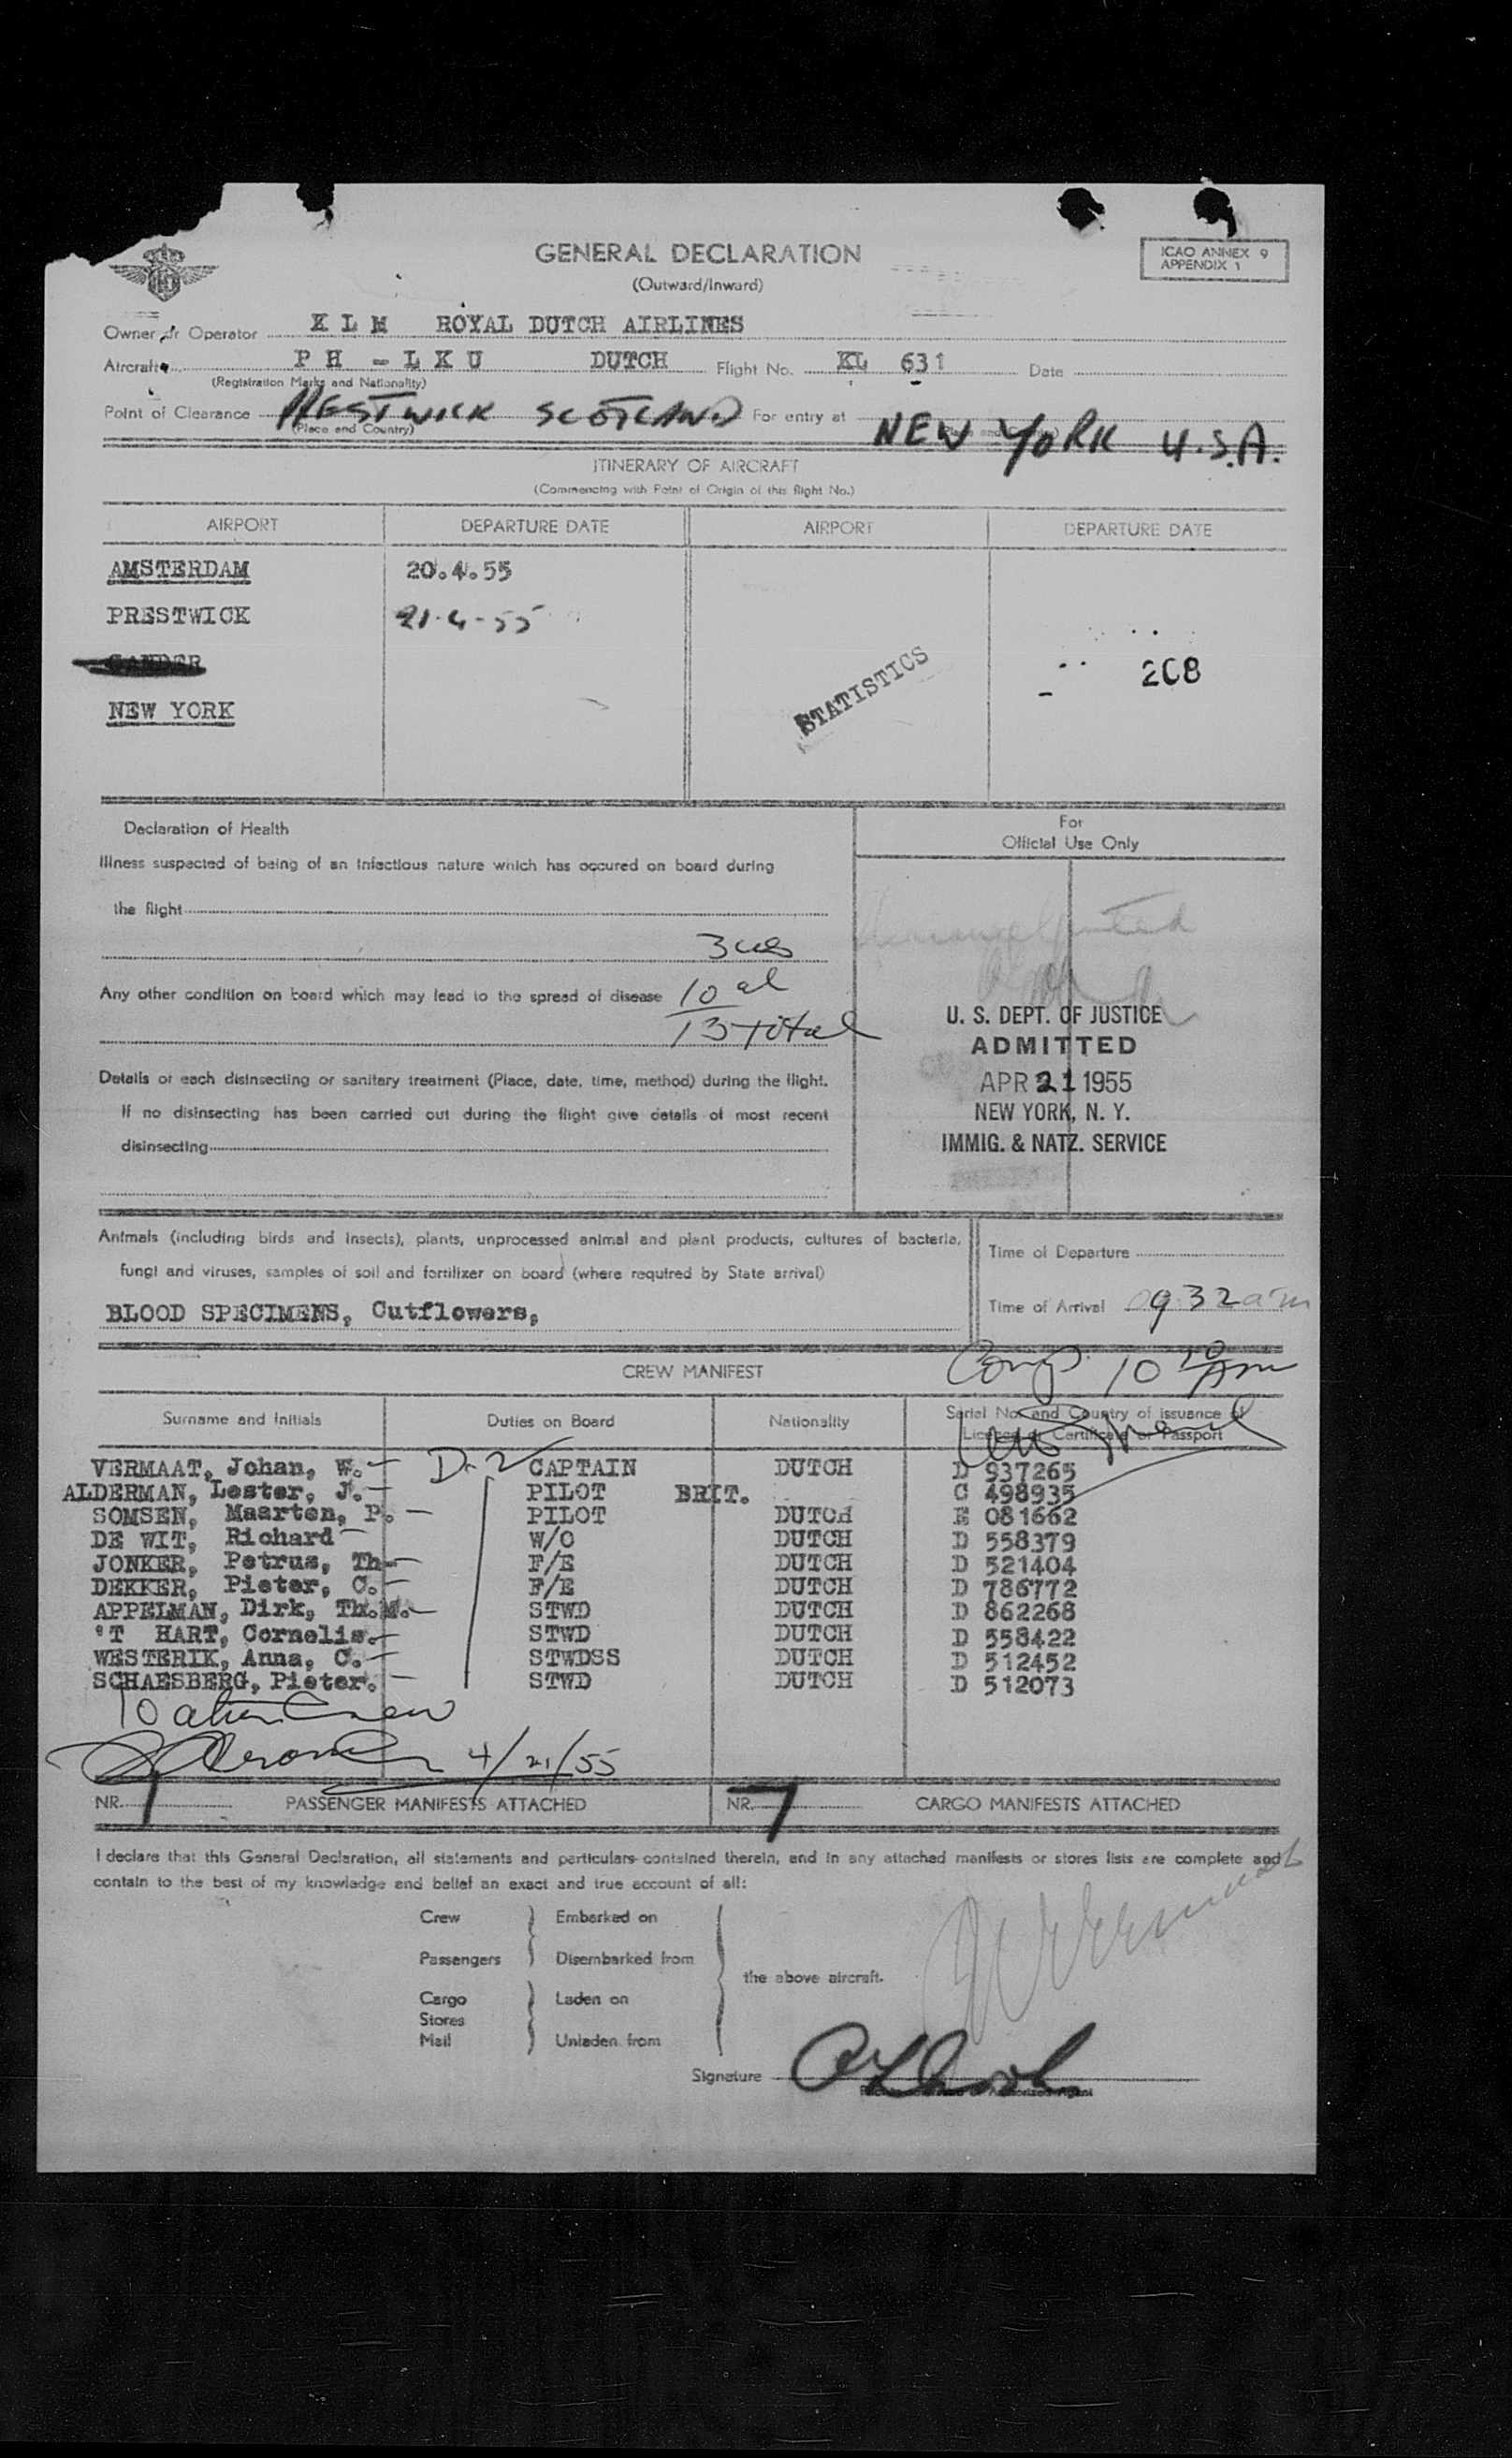 GENERAL DECLARATION
(Outward/Inward)
ICAO ANNEX 9
APPENDIX 1
Owner or Operator K L M ROYAL DUTCH AIRLINES
Aircraft P H - L K U DUTCH Flight No. KL 631 Date
(Registration Marks and Nationality)
Point of Clearance PRESTWICK SCOTLAND For entry at NEW YORK U.S.A.
(Place and Country)
ITINERARY OF AIRCRAFT
(Commencing with Point of Origin of this flight No.)
AIRPORT DEPARTURE DATE AIRPORT DEPARTURE DATE
AMSTERDAM 20.4.55
PRESTWICK 21-4-55
GANDER
208
STATISTICS
NEW YORK
Declaration of Health
For
Official Use Only
Illness suspected of being of an infectious nature which has occured on board during
the flight
3 us
Any other condition on board which may lead to the spread of disease 10 al
13 total
U. S. DEPT. OF JUSTICE
ADMITTED
APR 21 1955
NEW YORK, N. Y.
IMMIG. & NATZ. SERVICE
Details of each disinsecting or sanitary treatment (Place, date, time, method) during the flight.
If no disinsecting has been carried out during the flight give details of most recent
disinsecting
Animals (including birds and insects), plants, unprocessed animal and plant products, cultures of bacteria,
fungi and viruses, samples of soil and fertilizer on board (where required by State arrival)
BLOOD SPECIMENS, Cutflowers,
Time of Departure
Time of Arrival 0932am
CREW MANIFEST
Surname and Initials Duties on Board Nationality Serial No. and Country of issuance of
License or Certificate or Passport
VERMAAT, Johan, W. CAPTAIN DUTCH D 937265
ALDERMAN, Lester, J. PILOT BRIT. C 498935
SOMSEN, Maarten, P. PILOT DUTCH E 081662
DE WIT, Richard W/O DUTCH D 558379
JONKER, Petrus, Th. F/E DUTCH D 521404
DEKKER, Pieter, C. F/E DUTCH D 786772
APPELMAN, Dirk, Th.M. STWD DUTCH D 862268
'T HART, Cornelis. STWD DUTCH D 558422
WESTERIK, Anna, C. STWDSS DUTCH D 512452
SCHAESBERG, Pieter. STWD DUTCH D 512073
10 alien crew
4/21/55
NR. 1 PASSENGER MANIFESTS ATTACHED NR. 7 CARGO MANIFESTS ATTACHED
I declare that this General Declaration, all statements and particulars contained therein, and in any attached manifests or stores lists are complete and
contain to the best of my knowledge and belief an exact and true account of all:
Crew Embarked on
Passengers Disembarked from
the above aircraft.
Cargo Laden on
Stores
Mail Unladen from
Signature